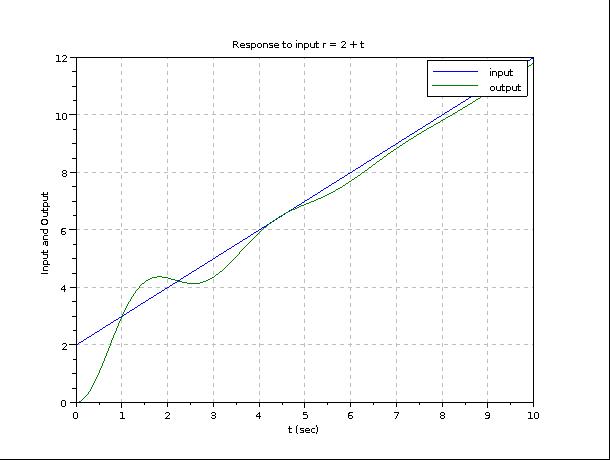 Response to input r = 2 + t
12
10
8
6
4
2
0
Input and Output
input
output
0 1 2 3 4 5 6 7 8 9 10
t (sec)